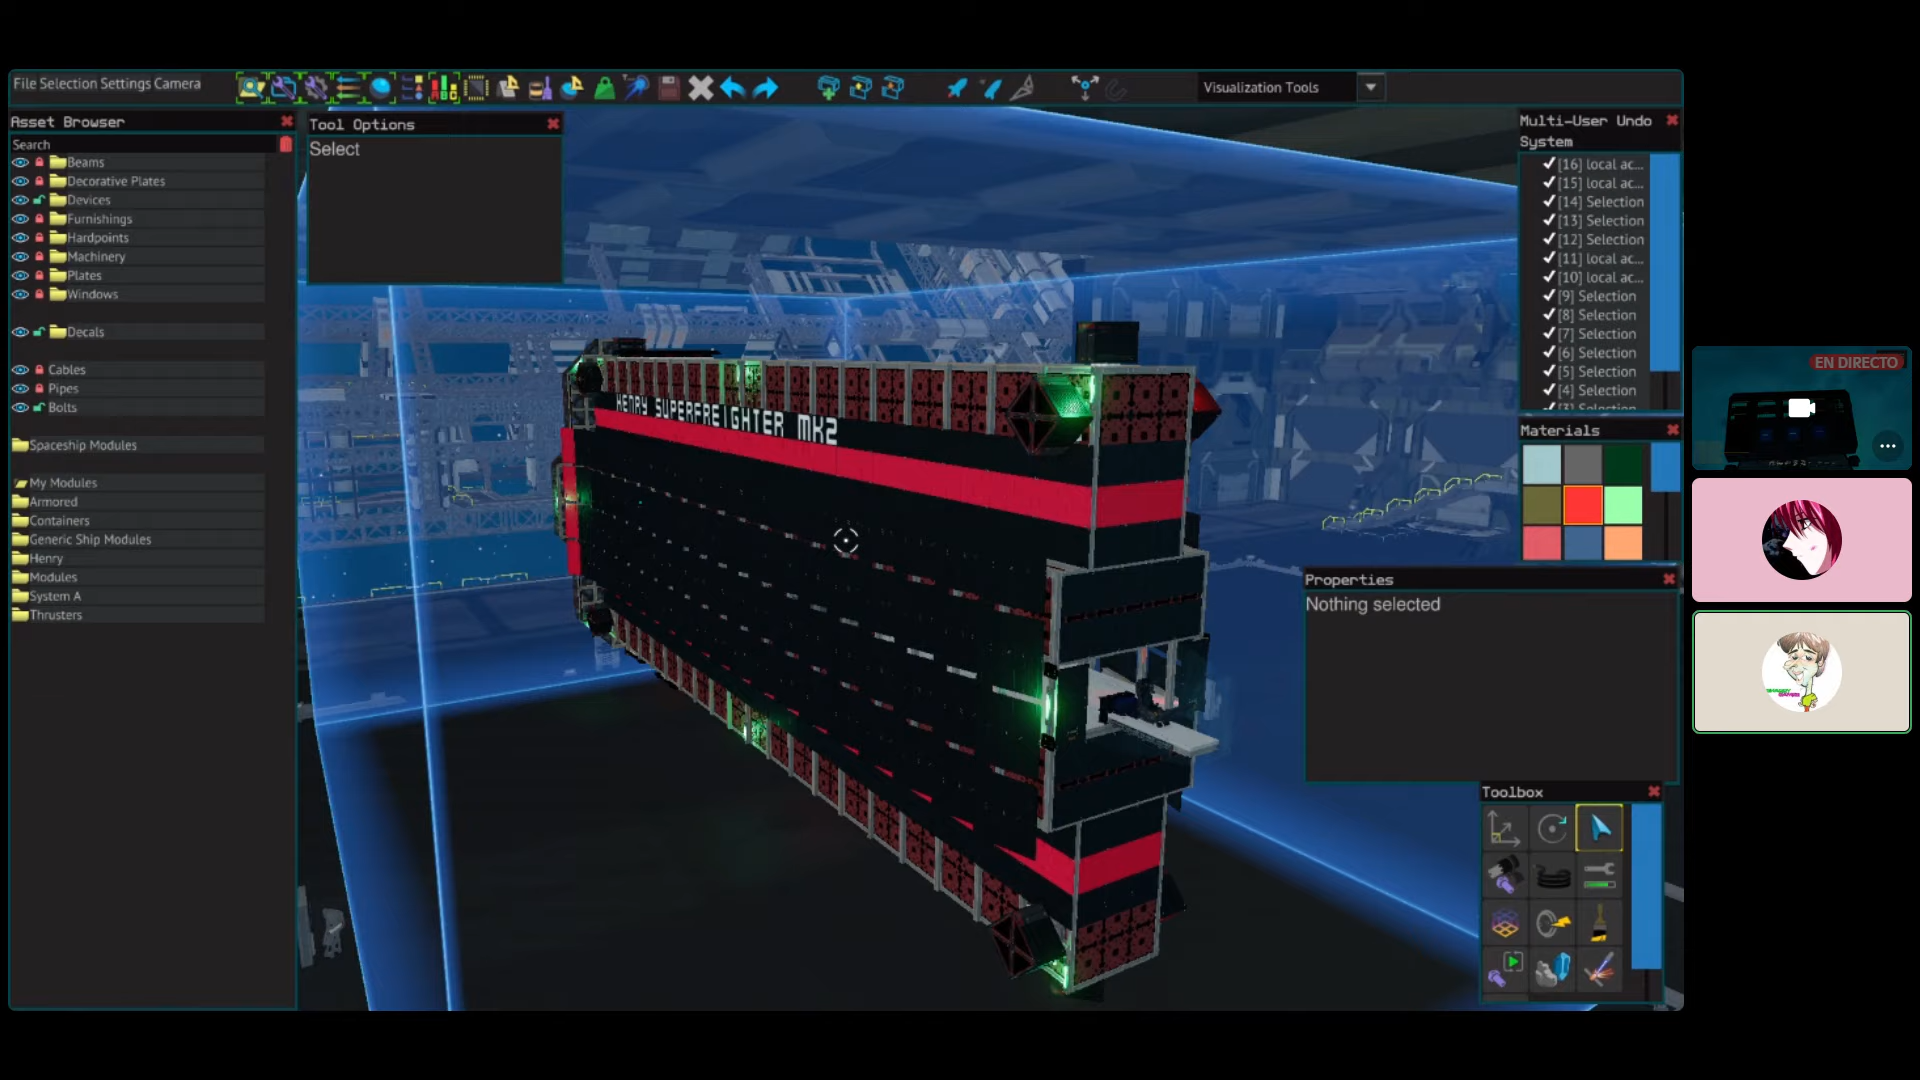 File Selection Settings Camera
Visualization Tools
Asset Browser
Search
Beams
Decorative Plates
Devices
Furnishings
Hardpoints
Machinery
Plates
Windows
Decals
Cables
Pipes
Bolts
Spaceship Modules
My Modules
Armored
Containers
Generic Ship Modules
Henry
Modules
System A
Thrusters
Tool Options
Select
HENRY SUPERFREIGHTER MK2
Multi-User Undo
System
[16] local ac...
[15] local ac...
[14] Selection
[13] Selection
[12] Selection
[11] local ac...
[10] local ac...
[9] Selection
[8] Selection
[7] Selection
[6] Selection
[5] Selection
[4] Selection
[3] Selection
Materials
Properties
Nothing selected
Toolbox
EN DIRECTO